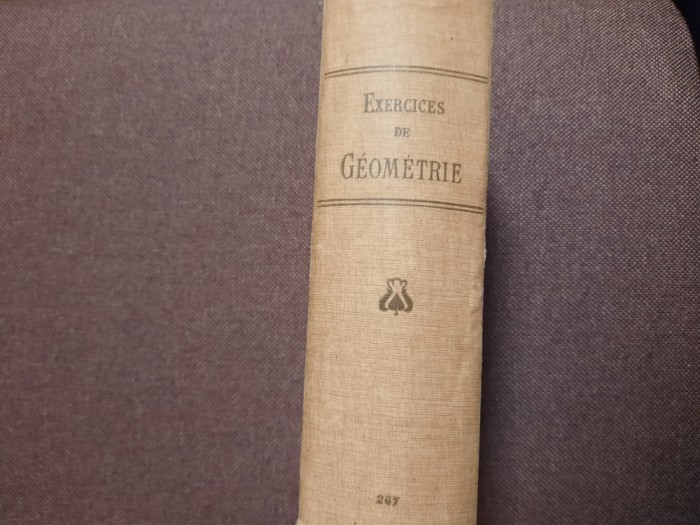 EXERCICES
DE
GÉOMÉTRIE
267